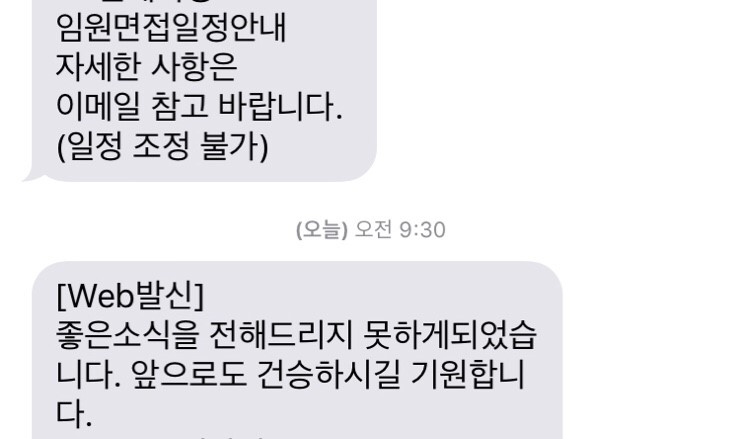 임원면접일정안내
자세한 사항은
이메일 참고 바랍니다.
(일정 조정 불가)
(오늘) 오전 9:30
[Web발신]
좋은소식을 전해드리지 못하게되었습
니다. 앞으로도 건승하시길 기원합니
다.